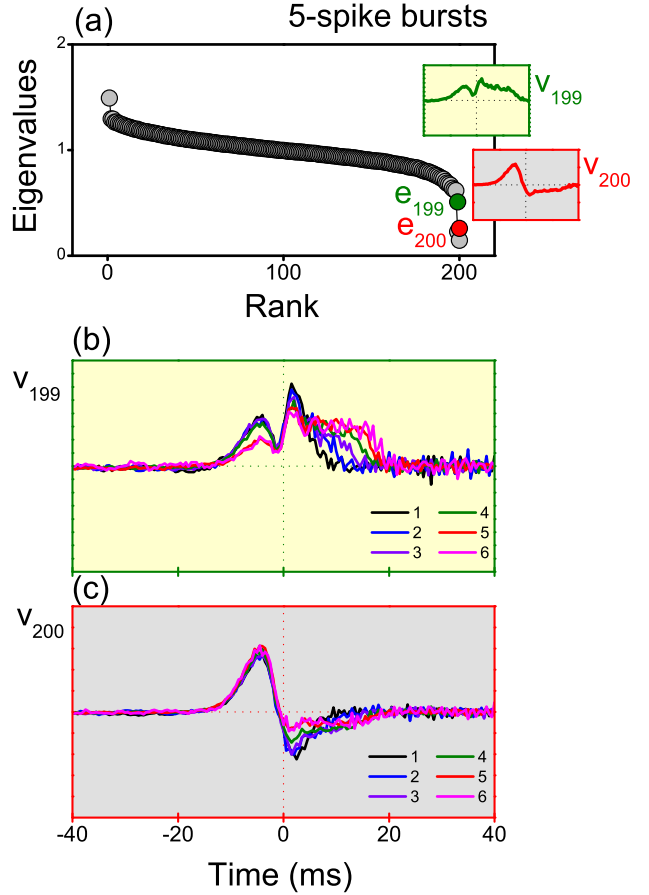 (a) 5-spike bursts
2
1
0
Eigenvalues
v199
v200
e199
e200
0 100 200
Rank
(b)
v199
1 4
2 5
3 6
(c)
v200
1 4
2 5
3 6
-40 -20 0 20 40
Time (ms)